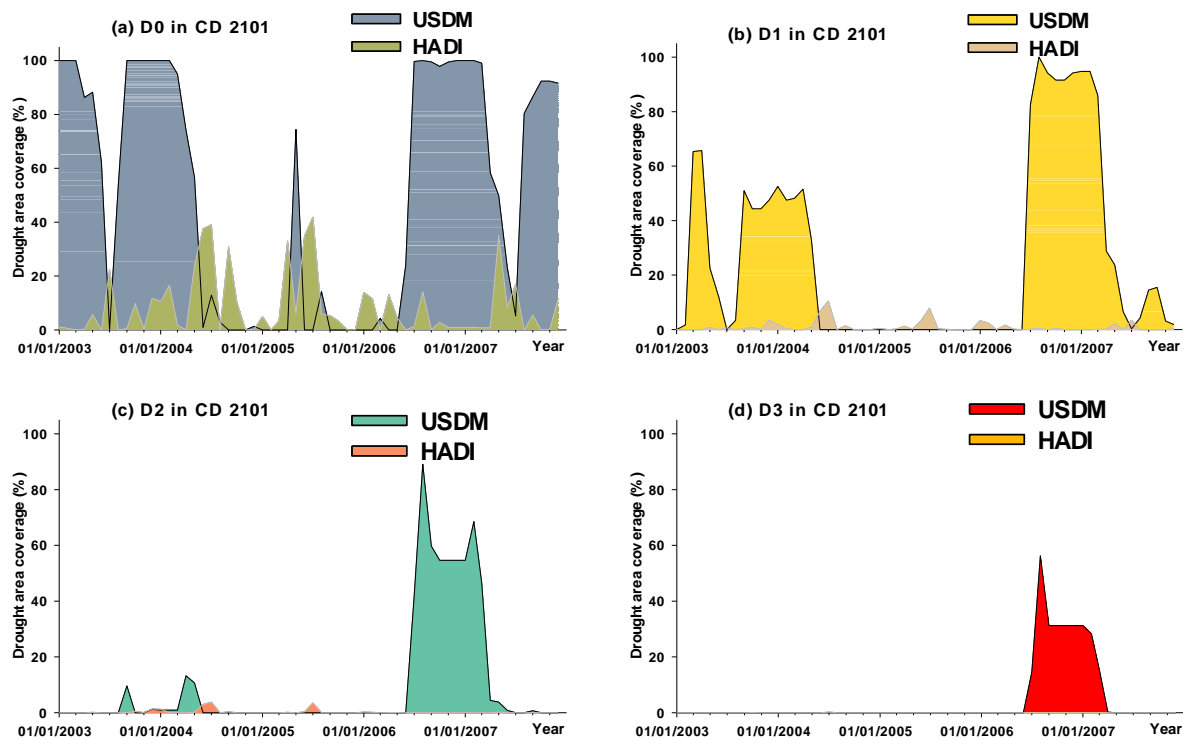 (a) D0 in CD 2101
USDM
HADI
Drought area coverage (%)
100
80
60
40
20
0
01/01/2003 01/01/2004 01/01/2005 01/01/2006 01/01/2007 Year
(b) D1 in CD 2101
USDM
HADI
Drought area coverage (%)
100
80
60
40
20
0
01/01/2003 01/01/2004 01/01/2005 01/01/2006 01/01/2007 Year
(c) D2 in CD 2101
USDM
HADI
Drought area coverage (%)
100
80
60
40
20
0
01/01/2003 01/01/2004 01/01/2005 01/01/2006 01/01/2007 Year
(d) D3 in CD 2101
USDM
HADI
Drought area coverage (%)
100
80
60
40
20
0
01/01/2003 01/01/2004 01/01/2005 01/01/2006 01/01/2007 Year